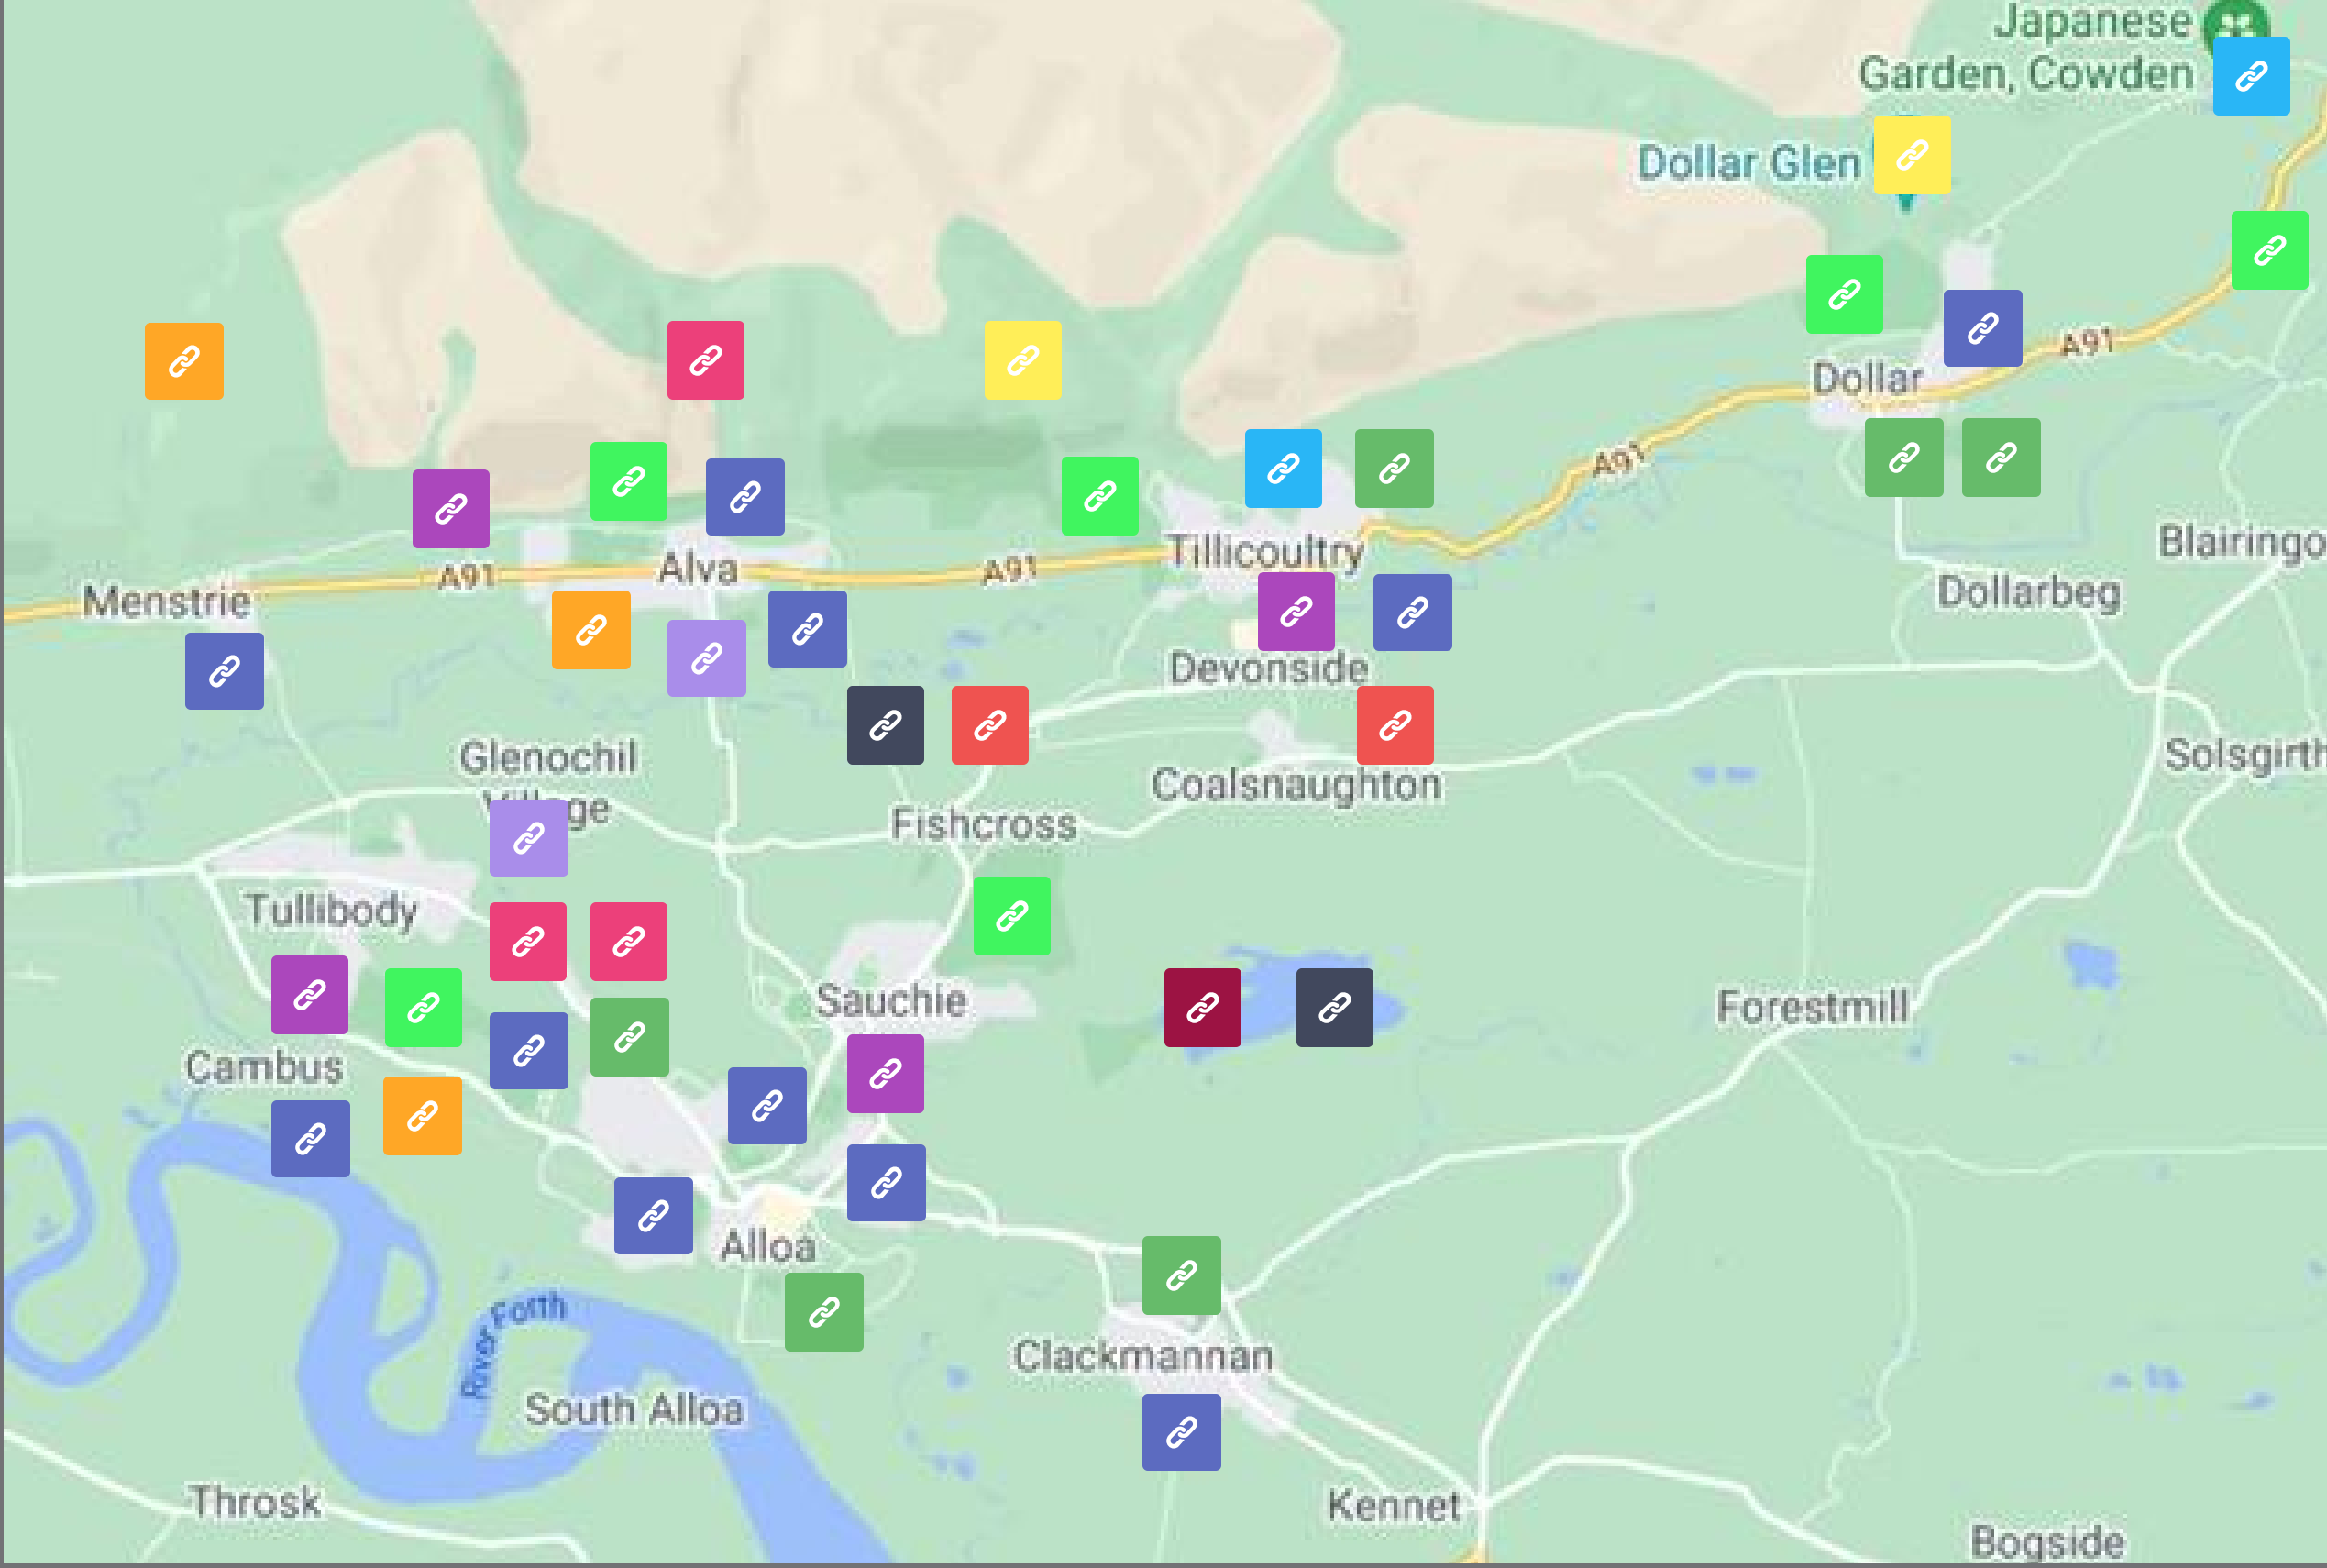 Japanese
Garden, Cowden
Dollar Glen
A91
Dollar
A91
Blairingo
Tillicoultry
A91
Alva
A91
Menstrie
Dollarbeg
Devonside
Solsgirth
Glenochil
Coalsnaughton
Fishcross
Tullibody
Sauchie
Forestmill
Cambus
Alloa
River Forth
Clackmannan
South Alloa
Throsk
Kennet
Bogside